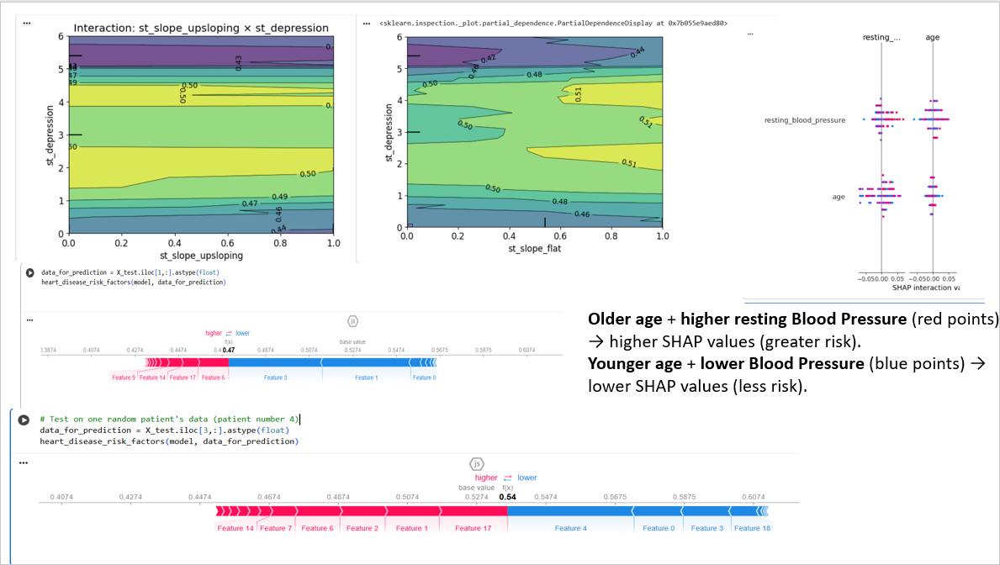 Interaction: st_slope_upsloping × st_depression
6
5
4
3
2
1
0
st_depression
0.43
0.50
0.50
0.50
0.49
0.47
0.46
0.44
47
49
50
0.0 0.2 0.4 0.6 0.8 1.0
st_slope_upsloping
<sklearn.inspection._plot.partial_dependence.PartialDependenceDisplay at 0x7b055e9aed80>
6
5
4
3
2
1
0
st_depression
0.42
0.44
0.48
0.48
0.50
0.51
0.50
0.51
0.51
0.50
0.48
0.46
0.0 0.2 0.4 0.6 0.8 1.0
st_slope_flat
resting_... age
resting_blood_pressure
age
−0.050.00 0.05 −0.050.00 0.05
SHAP interaction va
data_for_prediction = X_test.iloc[1,:].astype(float)
heart_disease_risk_factors(model, data_for_prediction)
js
higher ⇄ lower
f(x) base value
0.3874 0.4074 0.4274 0.4474 0.47 0.4874 0.5074 0.5274 0.5475 0.5675 0.5875 0.6074
Feature 9 Feature 14 Feature 17 Feature 6 Feature 3 Feature 1 Feature 0
Older age + higher resting Blood Pressure (red points)
→ higher SHAP values (greater risk).
Younger age + lower Blood Pressure (blue points) →
lower SHAP values (less risk).
# Test on one random patient's data (patient number 4)
data_for_prediction = X_test.iloc[3,:].astype(float)
heart_disease_risk_factors(model, data_for_prediction)
js
higher ⇄ lower
base value f(x)
0.4074 0.4274 0.4474 0.4674 0.4874 0.5074 0.5274 0.54 0.5474 0.5675 0.5875 0.6074
Feature 14 Feature 7 Feature 6 Feature 2 Feature 1 Feature 17 Feature 4 Feature 0 Feature 3 Feature 18